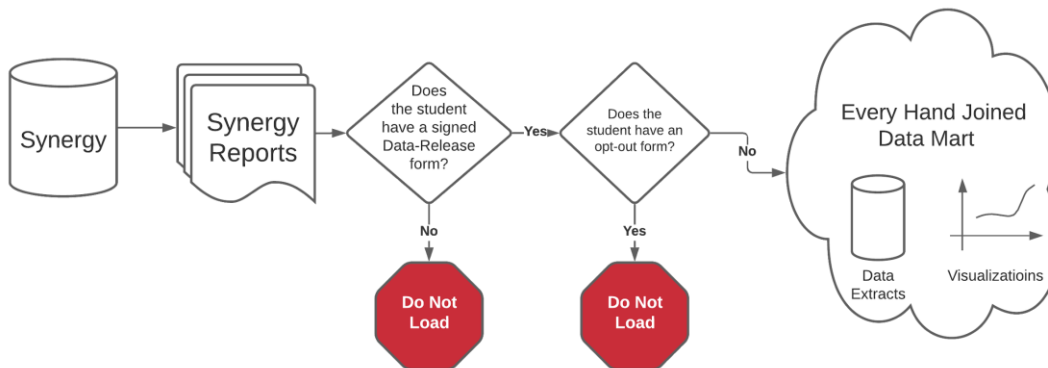 Synergy
Synergy
Reports
Does
the student
have a signed
Data-Release
form?
Yes
Does the
student have an
opt-out form?
No
Every Hand Joined
Data Mart
Data
Extracts
Visualizatioins
No
Yes
Do Not
Load
Do Not
Load